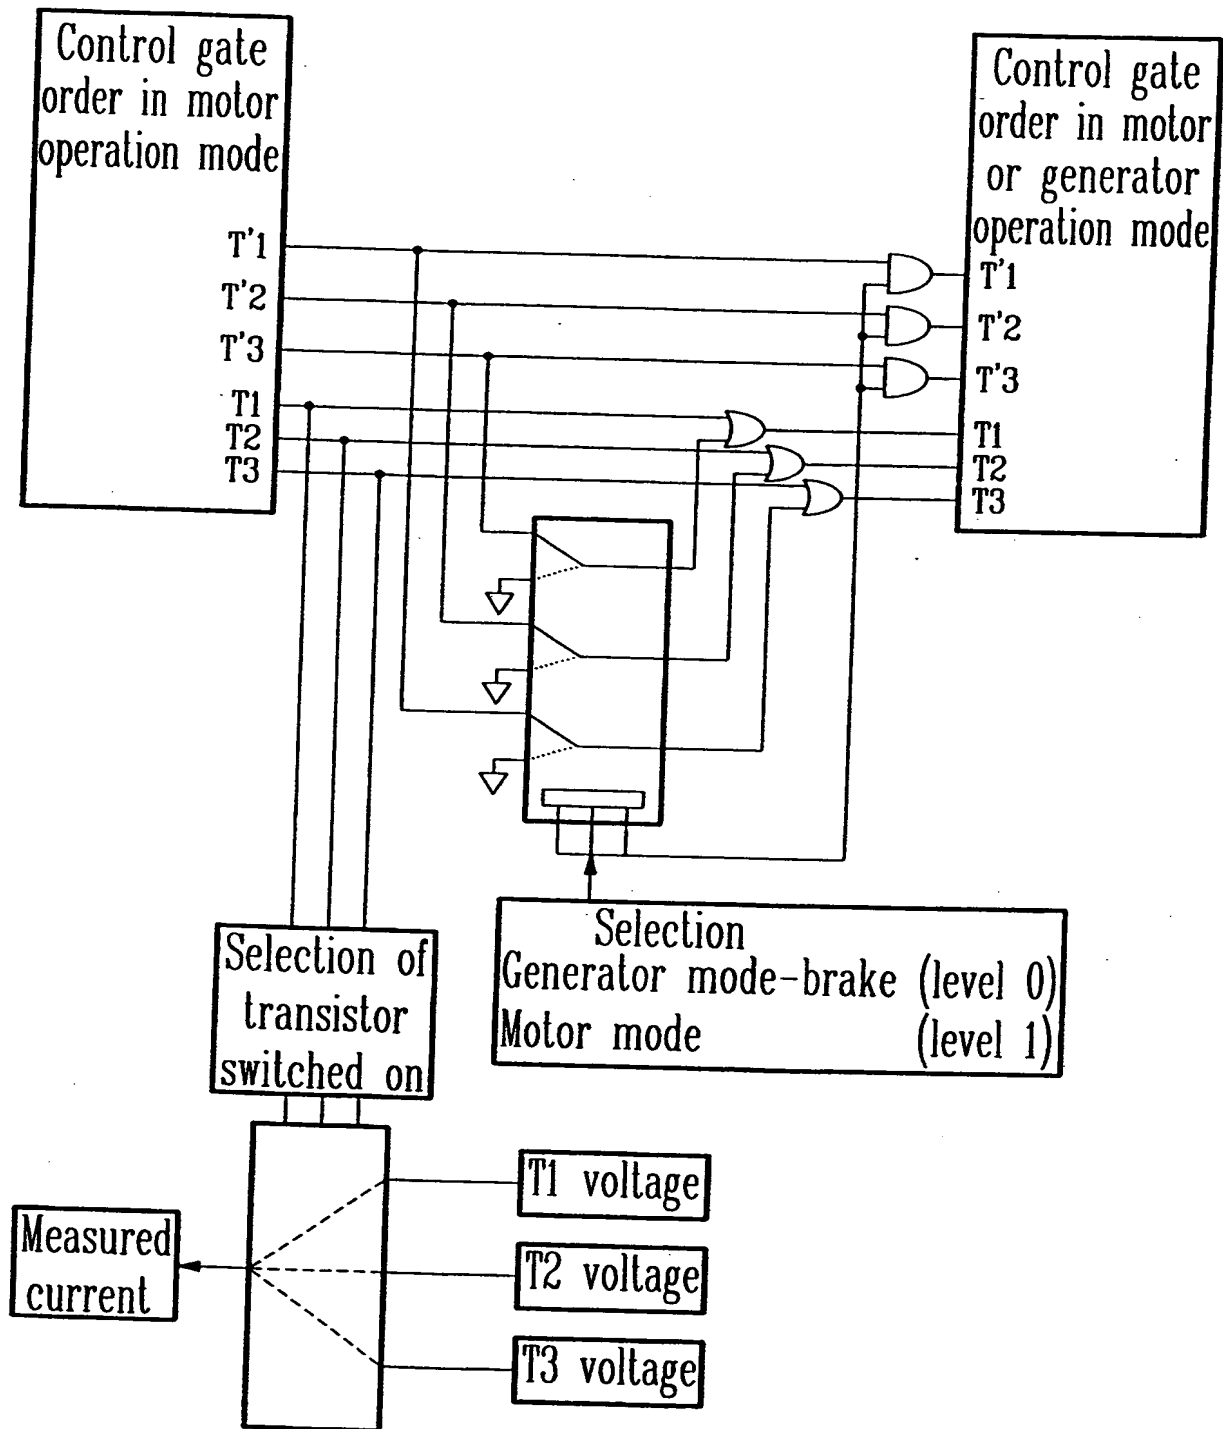 Control gate
order in motor
operation mode
T'1
T'2
T'3
T1
T2
T3
Control gate
order in motor
or generator
operation mode
T'1
T'2
T'3
T1
T2
T3
Selection
Generator mode-brake (level 0)
Motor mode (level 1)
Selection of
transistor
switched on
T1 voltage
T2 voltage
T3 voltage
Measured
current